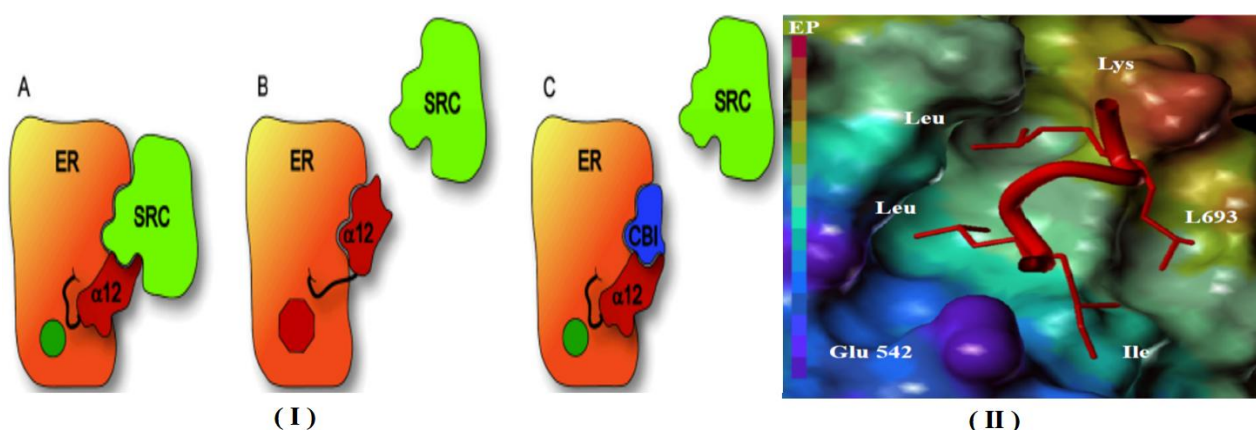 A
ER
SRC
α12
B
SRC
ER
α12
C
SRC
ER
CBI
α12
( I )
EP
Lys
Leu
Leu
L693
Glu 542
Ile
( II )